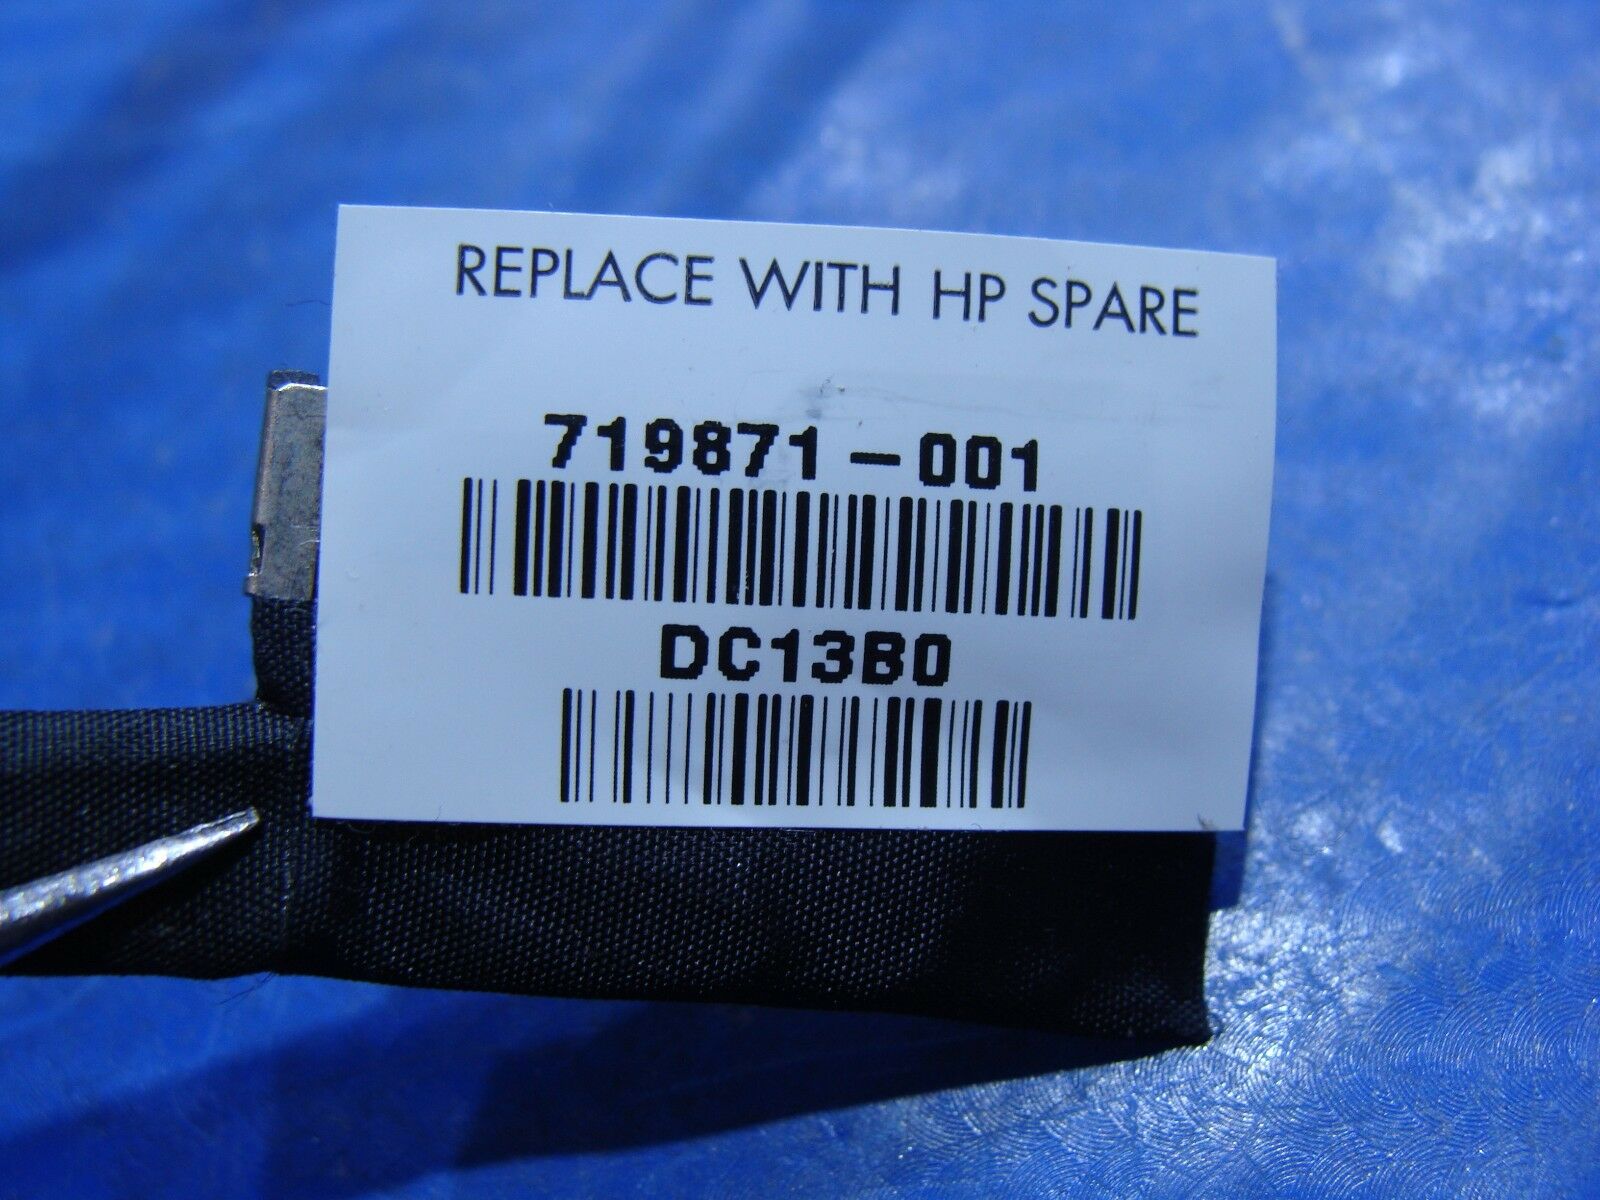 REPLACE WITH HP SPARE
719871-001
DC13B0